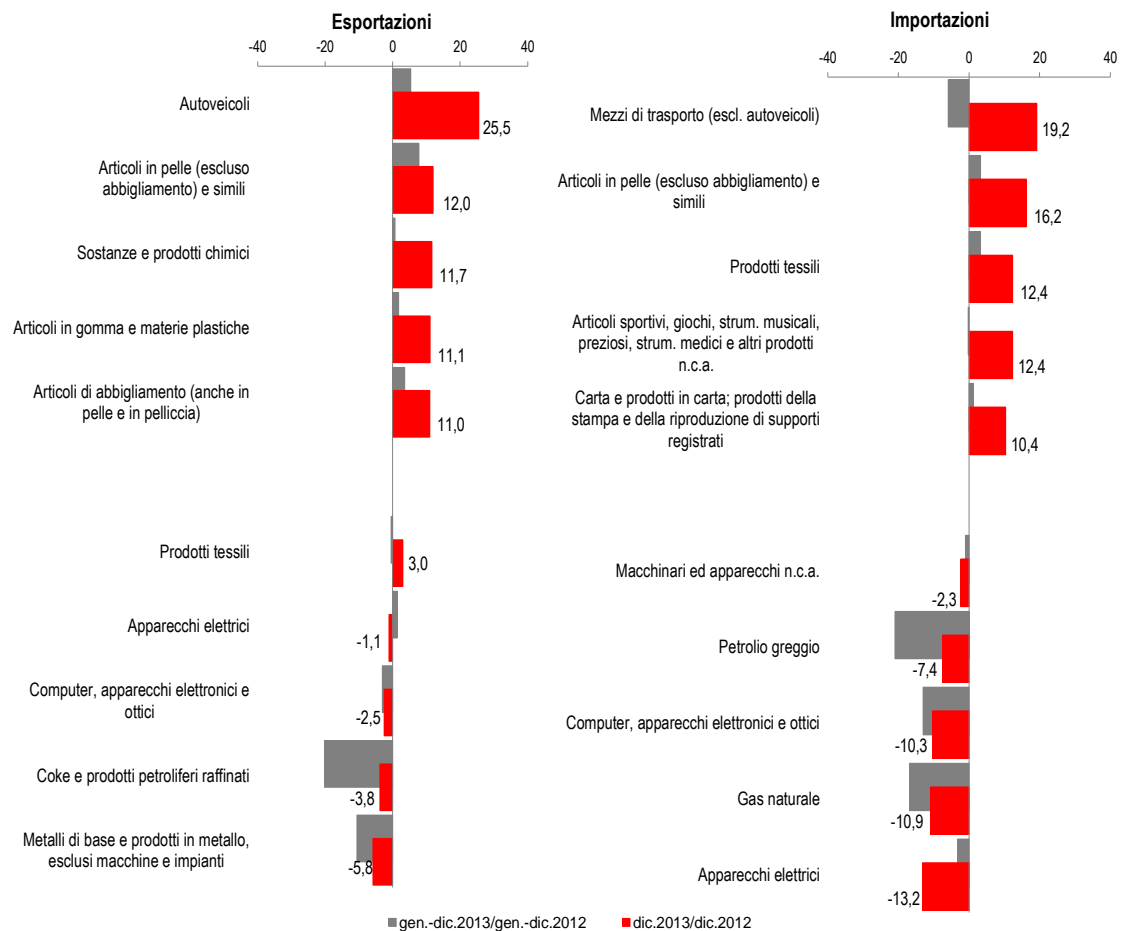 Esportazioni
-40 -20 0 20 40
Autoveicoli
25,5
Articoli in pelle (escluso
abbigliamento) e simili
12,0
Sostanze e prodotti chimici
11,7
Articoli in gomma e materie plastiche
11,1
Articoli di abbigliamento (anche in
pelle e in pelliccia)
11,0
Prodotti tessili
3,0
Apparecchi elettrici
-1,1
Computer, apparecchi elettronici e
ottici
-2,5
Coke e prodotti petroliferi raffinati
-3,8
Metalli di base e prodotti in metallo,
esclusi macchine e impianti
-5,8
Importazioni
-40 -20 0 20 40
Mezzi di trasporto (escl. autoveicoli)
19,2
Articoli in pelle (escluso abbigliamento) e
simili
16,2
Prodotti tessili
12,4
Articoli sportivi, giochi, strum. musicali,
preziosi, strum. medici e altri prodotti
n.c.a.
12,4
Carta e prodotti in carta; prodotti della
stampa e della riproduzione di supporti
registrati
10,4
Macchinari ed apparecchi n.c.a.
-2,3
Petrolio greggio
-7,4
Computer, apparecchi elettronici e ottici
-10,3
Gas naturale
-10,9
Apparecchi elettrici
-13,2
gen.-dic.2013/gen.-dic.2012 dic.2013/dic.2012